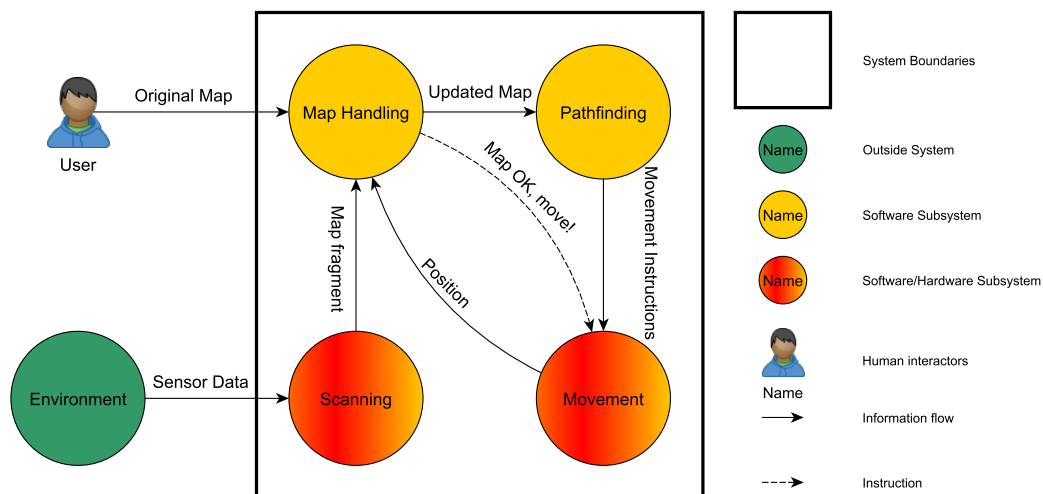 Original Map
User
Map Handling
Updated Map
Pathfinding
Map OK, move!
Movement Instructions
Map fragment
Position
Environment
Sensor Data
Scanning
Movement
System Boundaries
Name
Outside System
Name
Software Subsystem
Name
Software/Hardware Subsystem
Name
Human interactors
Information flow
Instruction